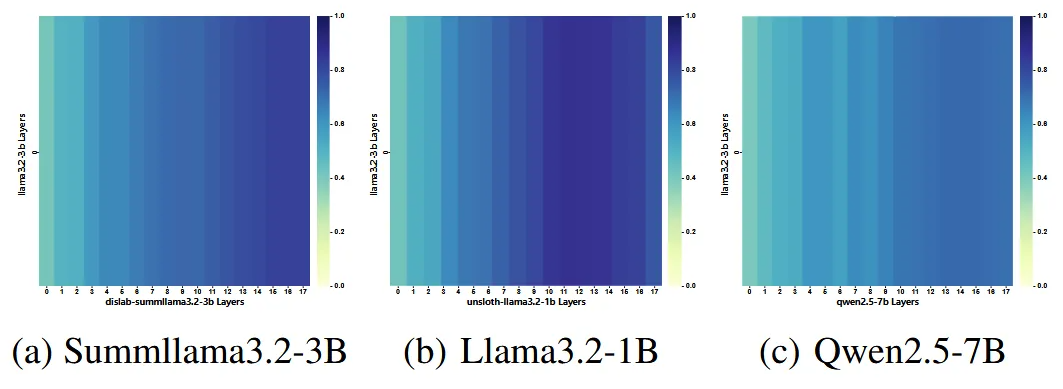 llama3.2-3b Layers
0
0 1 2 3 4 5 6 7 8 9 10 11 12 13 14 15 16 17
dislab-summllama3.2-3b Layers
1.0
0.8
0.6
0.4
0.2
0.0
(a) Summllama3.2-3B
llama3.2-3b Layers
0
0 1 2 3 4 5 6 7 8 9 10 11 12 13 14 15 16 17
unsloth-llama3.2-1b Layers
1.0
0.8
0.6
0.4
0.2
0.0
(b) Llama3.2-1B
llama3.2-3 b Layers
0
0 1 2 3 4 5 6 7 8 9 10 11 12 13 14 15 16 17
qwen2.5-7b Layers
1.0
0.8
0.6
0.4
0.2
0.0
(c) Qwen2.5-7B